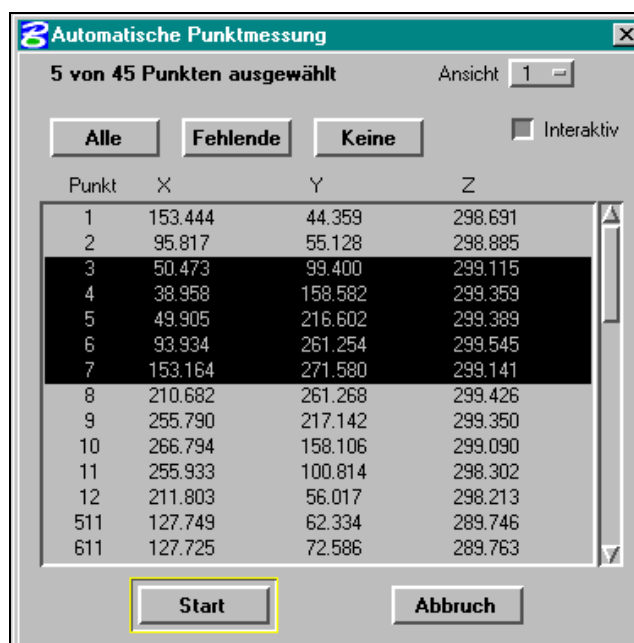 Automatische Punktmessung
5 von 45 Punkten ausgewählt Ansicht 1
Alle Fehlende Keine Interaktiv
Punkt X Y Z
1 153.444 44.359 298.691
2 95.817 55.128 298.885
3 50.473 99.400 299.115
4 38.958 158.582 299.359
5 49.905 216.602 299.389
6 93.934 261.254 299.545
7 153.164 271.580 299.141
8 210.682 261.268 299.426
9 255.790 217.142 299.350
10 266.794 158.106 299.090
11 255.933 100.814 298.302
12 211.803 56.017 298.213
511 127.749 62.334 289.746
611 127.725 72.586 289.763
Start Abbruch